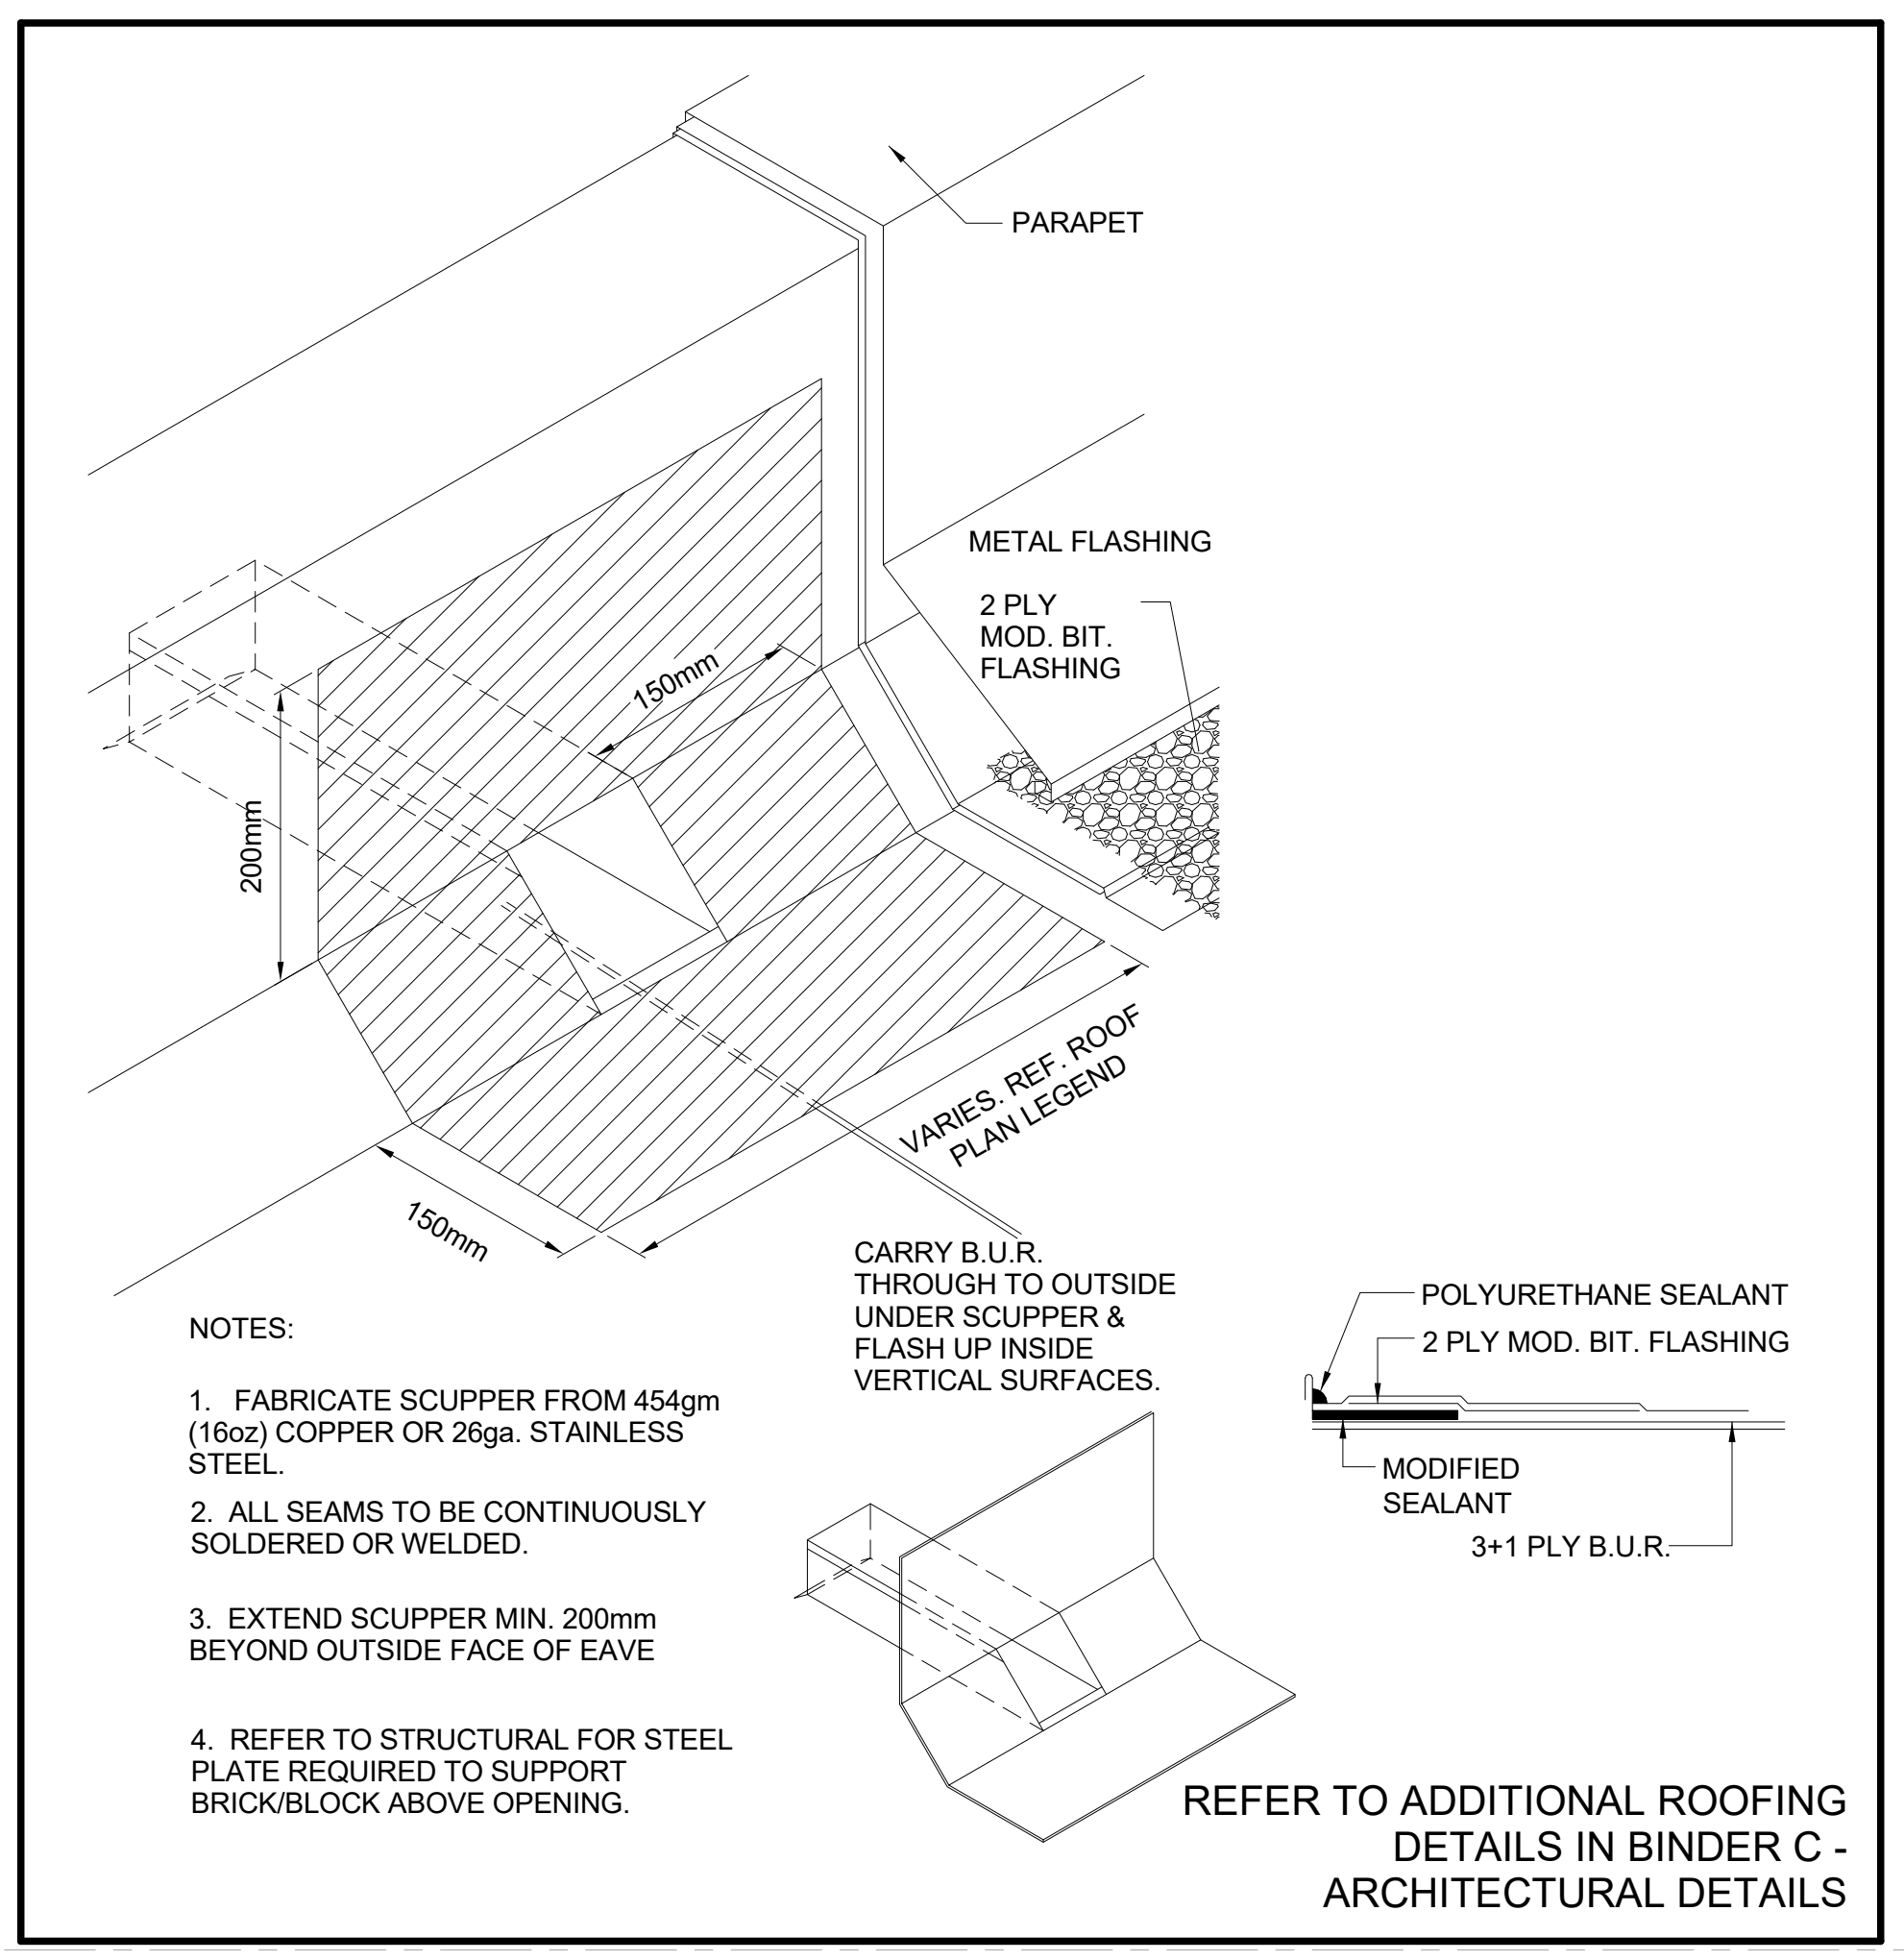 PARAPET
METAL FLASHING
2 PLY
MOD. BIT.
FLASHING
150mm
200mm
VARIES. REF. ROOF
PLAN LEGEND
150mm
CARRY B.U.R.
THROUGH TO OUTSIDE
UNDER SCUPPER &
FLASH UP INSIDE
VERTICAL SURFACES.
NOTES:
1. FABRICATE SCUPPER FROM 454gm
(16oz) COPPER OR 26ga. STAINLESS
STEEL.
2. ALL SEAMS TO BE CONTINUOUSLY
SOLDERED OR WELDED.
3. EXTEND SCUPPER MIN. 200mm
BEYOND OUTSIDE FACE OF EAVE
4. REFER TO STRUCTURAL FOR STEEL
PLATE REQUIRED TO SUPPORT
BRICK/BLOCK ABOVE OPENING.
POLYURETHANE SEALANT
2 PLY MOD. BIT. FLASHING
MODIFIED
SEALANT
3+1 PLY B.U.R.
REFER TO ADDITIONAL ROOFING
DETAILS IN BINDER C -
ARCHITECTURAL DETAILS